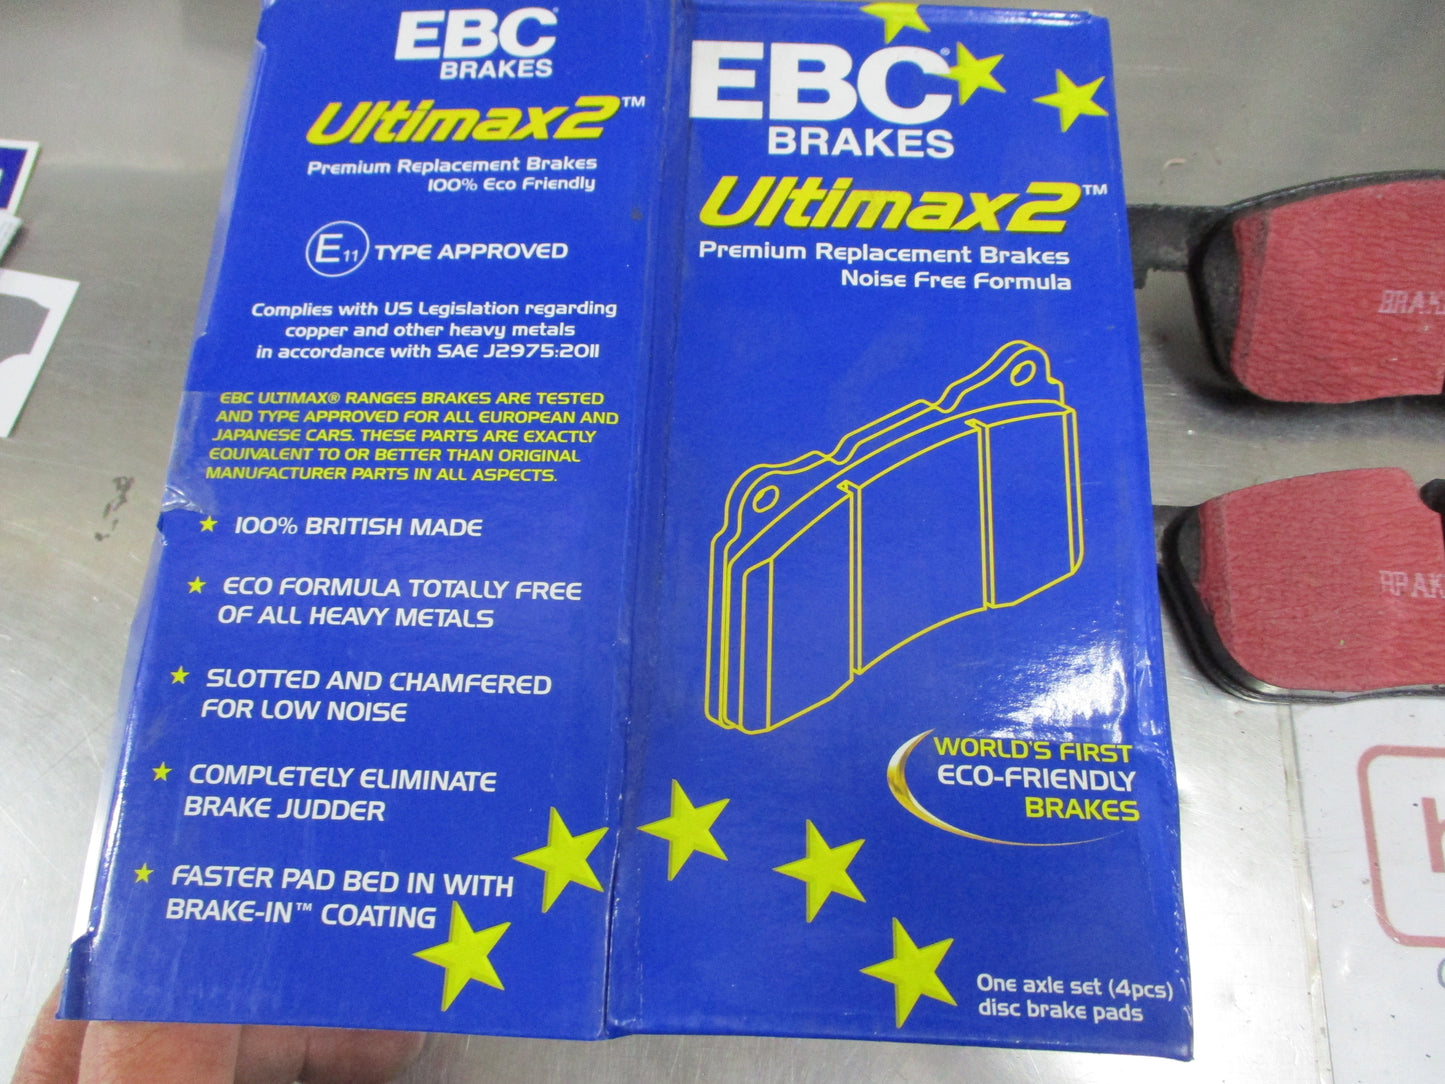 EBC
BRAKES
Ultimax2™
Premium Replacement Brakes
100% Eco Friendly
E11 TYPE APPROVED
Complies with US Legislation regarding
copper and other heavy metals
in accordance with SAE J2975:2011
EBC ULTIMAX® RANGES BRAKES ARE TESTED
AND TYPE APPROVED FOR ALL EUROPEAN AND
JAPANESE CARS. THESE PARTS ARE EXACTLY
EQUIVALENT TO OR BETTER THAN ORIGINAL
MANUFACTURER PARTS IN ALL ASPECTS.
100% BRITISH MADE
ECO FORMULA TOTALLY FREE
OF ALL HEAVY METALS
SLOTTED AND CHAMFERED
FOR LOW NOISE
COMPLETELY ELIMINATE
BRAKE JUDDER
FASTER PAD BED IN WITH
BRAKE-IN™ COATING
EBC®
BRAKES
Ultimax2™
Premium Replacement Brakes
Noise Free Formula
WORLD'S FIRST
ECO-FRIENDLY
BRAKES
One axle set (4pcs)
disc brake pads